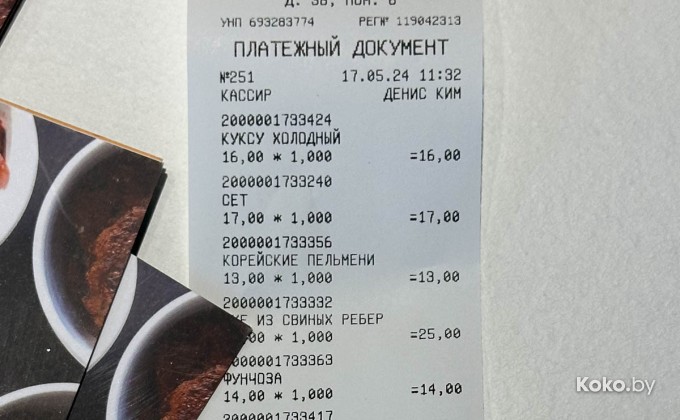 Д. 38, ПОМ. 6
УНП 693283774 РЕГ№ 119042313
ПЛАТЕЖНЫЙ ДОКУМЕНТ
№251 17.05.24 11:32
КАССИР ДЕНИС КИМ
2000001733424
КУКСУ ХОЛОДНЫЙ
16,00 * 1,000 =16,00
2000001733240
СЕТ
17,00 * 1,000 =17,00
2000001733356
КОРЕЙСКИЕ ПЕЛЬМЕНИ
13,00 * 1,000 =13,00
2000001733332
ИЗ СВИНЫХ РЕБЕР
,00 * 1,000 =25,00
000001733363
ФУНЧОЗА
14,00 * 1,000 =14,00
2000001733417
Koko.by